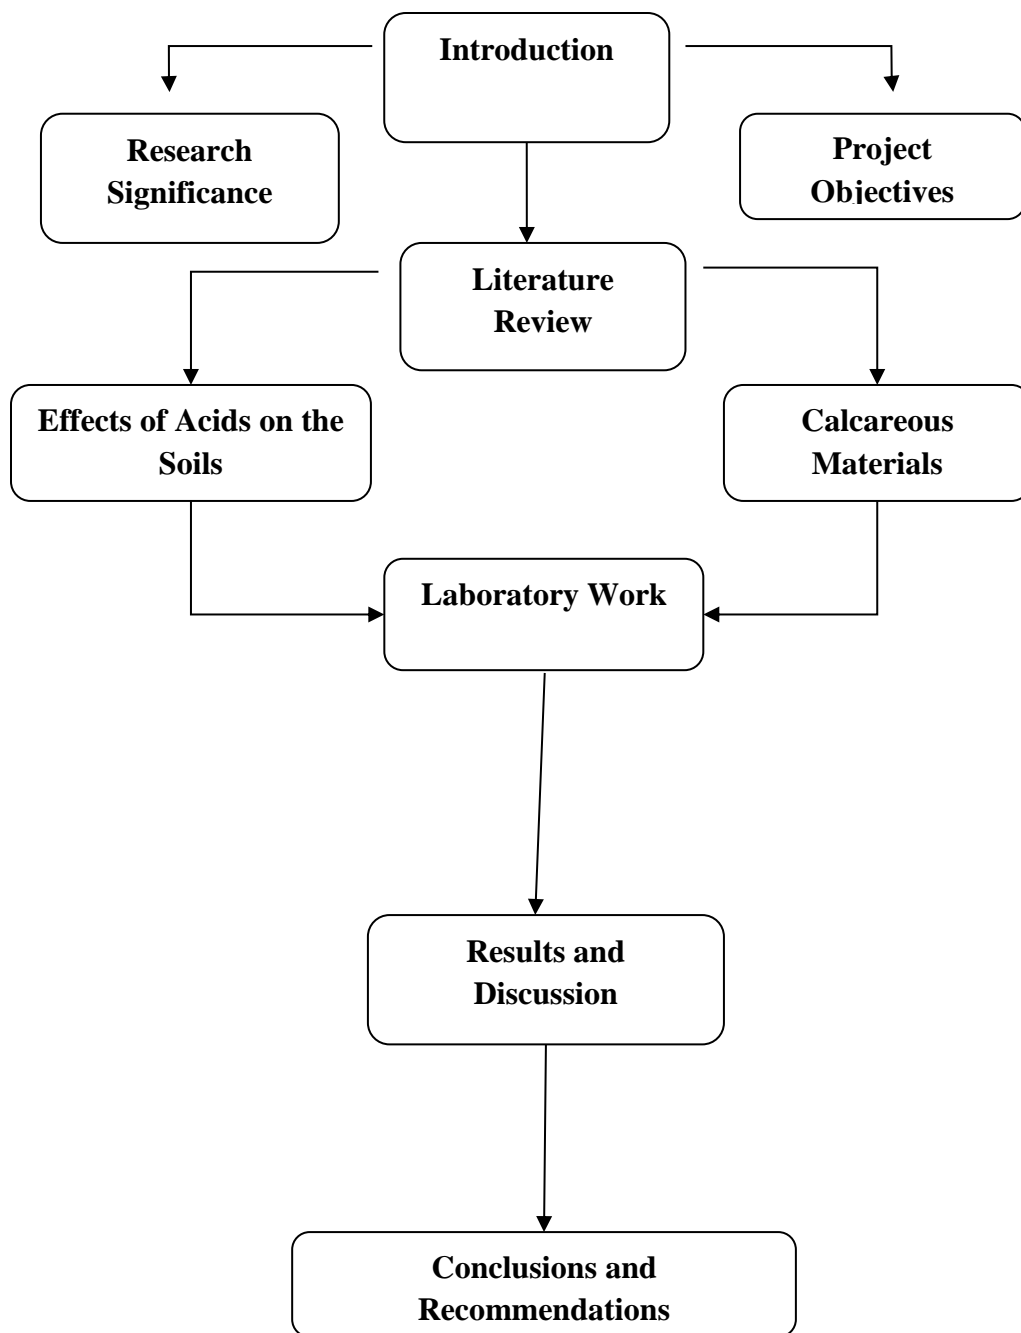 Introduction
Research
Significance
Project
Objectives
Literature
Review
Effects of Acids on the
Soils
Calcareous
Materials
Laboratory Work
Results and
Discussion
Conclusions and
Recommendations